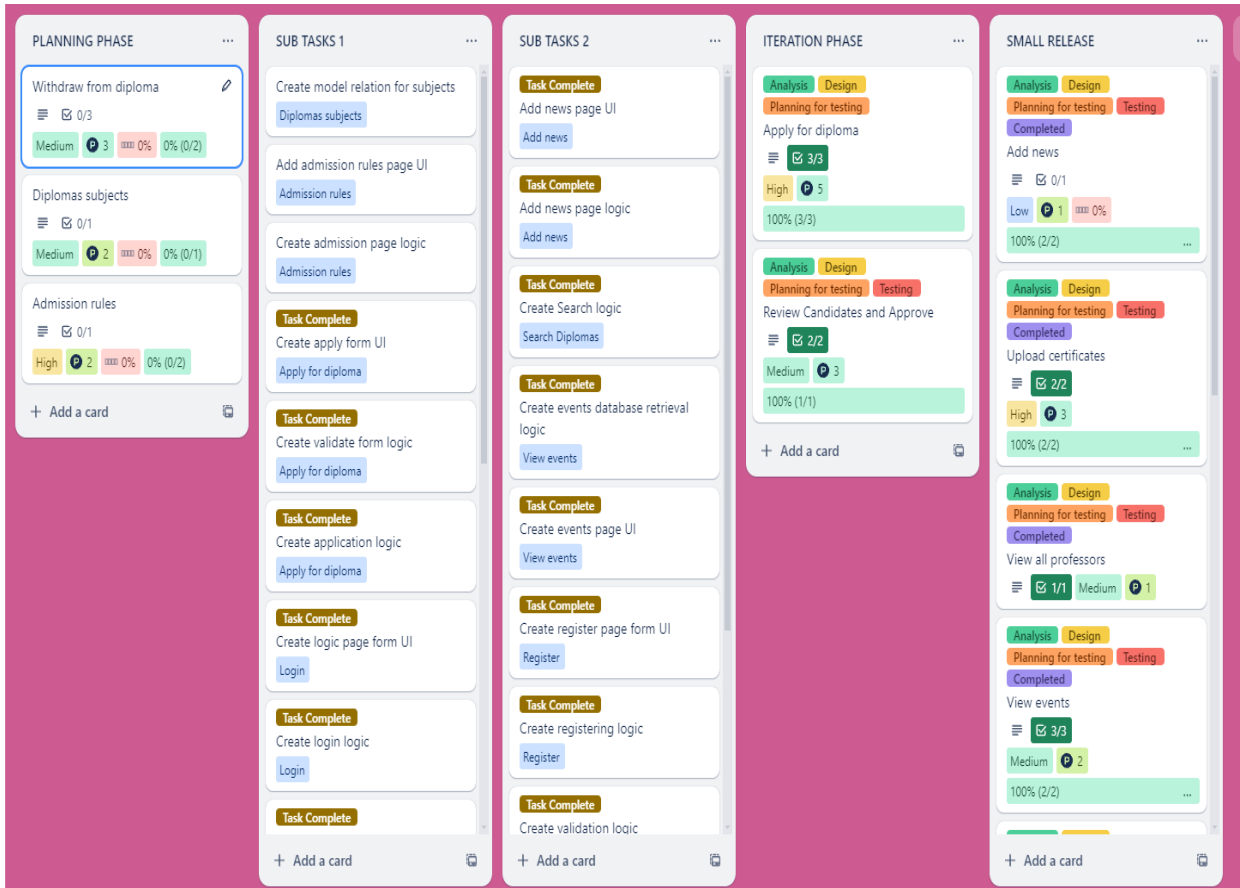 PLANNING PHASE
Withdraw from diploma
0/3
Medium P 3 0% 0% (0/2)
Diplomas subjects
0/1
Medium P 2 0% 0% (0/1)
Admission rules
0/1
High P 2 0% 0% (0/2)
+ Add a card
SUB TASKS 1
Create model relation for subjects
Diplomas subjects
Add admission rules page UI
Admission rules
Create admission page logic
Admission rules
Task Complete
Create apply form UI
Apply for diploma
Task Complete
Create validate form logic
Apply for diploma
Task Complete
Create application logic
Apply for diploma
Task Complete
Create logic page form UI
Login
Task Complete
Create login logic
Login
Task Complete
+ Add a card
SUB TASKS 2
Task Complete
Add news page UI
Add news
Task Complete
Add news page logic
Add news
Task Complete
Create Search logic
Search Diplomas
Task Complete
Create events database retrieval
logic
View events
Task Complete
Create events page UI
View events
Task Complete
Create register page form UI
Register
Task Complete
Create registering logic
Register
Task Complete
Create validation logic
+ Add a card
ITERATION PHASE
Analysis Design
Planning for testing
Apply for diploma
3/3
High P 5
100% (3/3)
Analysis Design
Planning for testing Testing
Review Candidates and Approve
2/2
Medium P 3
100% (1/1)
+ Add a card
SMALL RELEASE
Analysis Design
Planning for testing Testing
Completed
Add news
0/1
Low P 1 0%
100% (2/2) ...
Analysis Design
Planning for testing Testing
Completed
Upload certificates
2/2
High P 3
100% (2/2) ...
Analysis Design
Planning for testing Testing
Completed
View all professors
1/1 Medium P 1
Analysis Design
Planning for testing Testing
Completed
View events
3/3
Medium P 2
100% (2/2) ...
+ Add a card